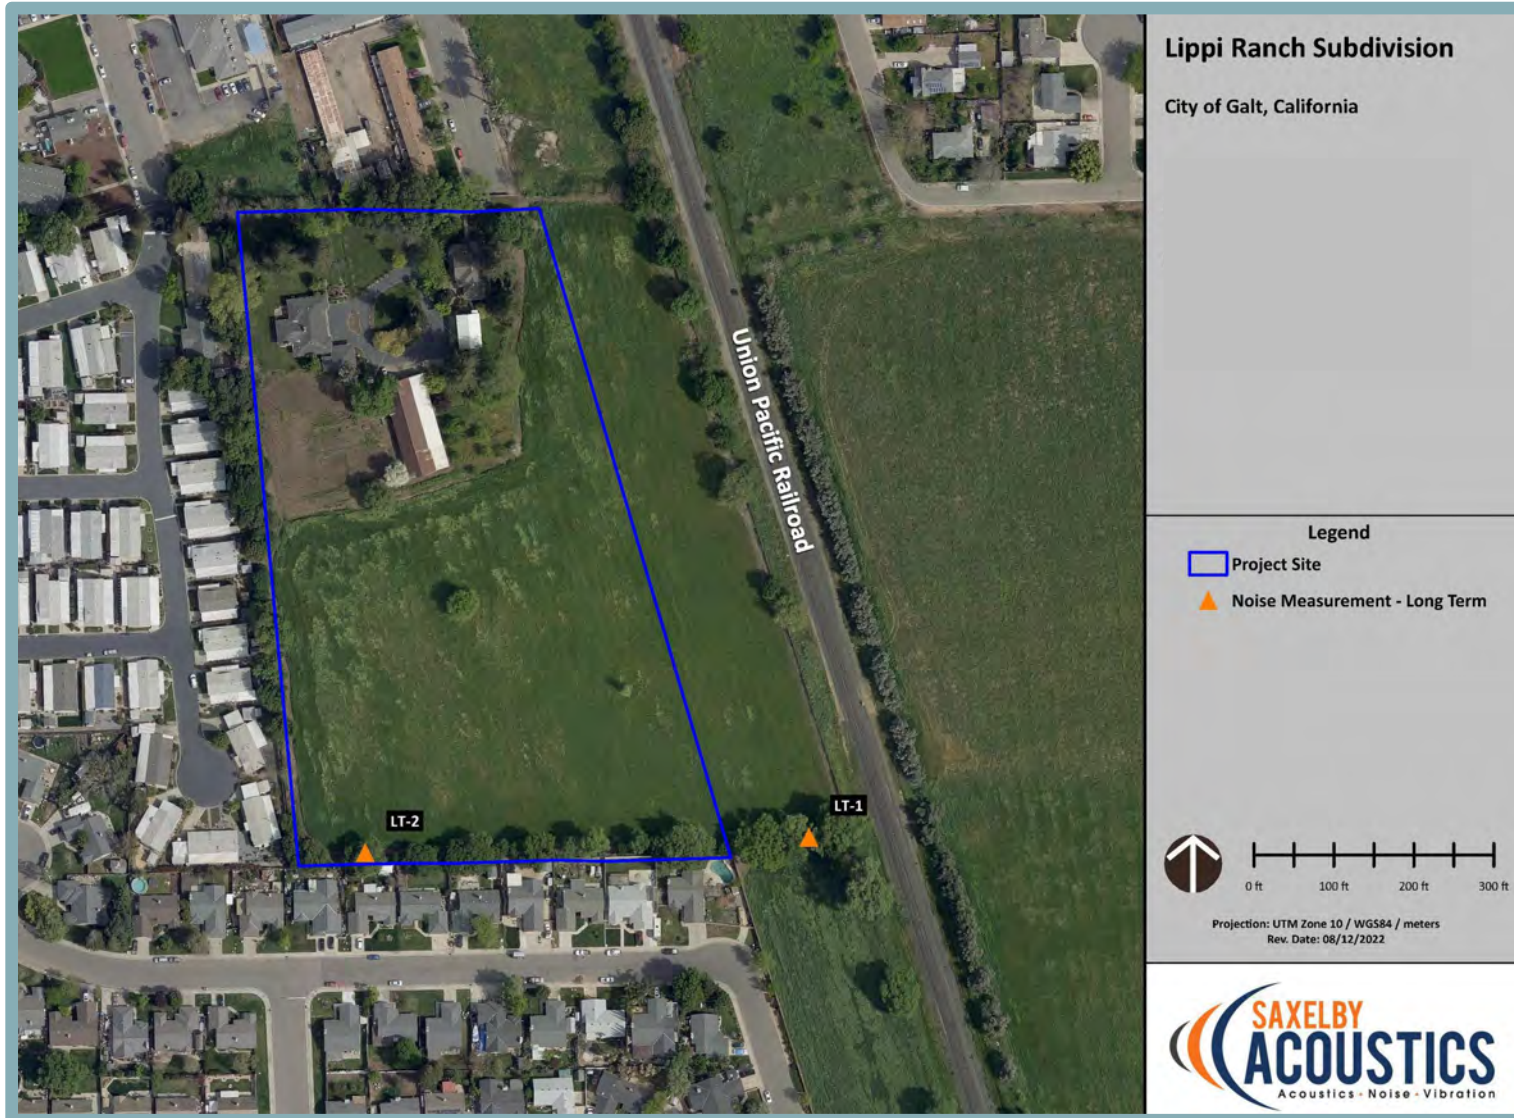 Lippi Ranch Subdivision
City of Galt, California
Union Pacific Railroad
LT-2
LT-1
Legend
Project Site
Noise Measurement - Long Term
0 ft 100 ft 200 ft 300 ft
Projection: UTM Zone 10 / WGS84 / meters
Rev. Date: 08/12/2022
SAXELBY
ACOUSTICS
Acoustics - Noise - Vibration